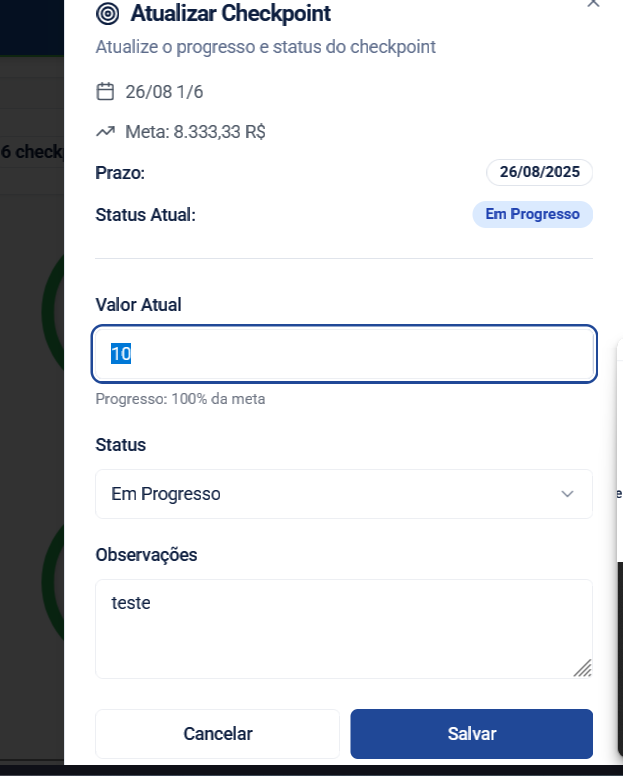 Atualizar Checkpoint
Atualize o progresso e status do checkpoint
26/08 1/6
Meta: 8.333,33 R$
6 check
Prazo:
26/08/2025
Status Atual:
Em Progresso
Valor Atual
10
Progresso: 100% da meta
Status
Em Progresso
Observações
teste
Cancelar
Salvar